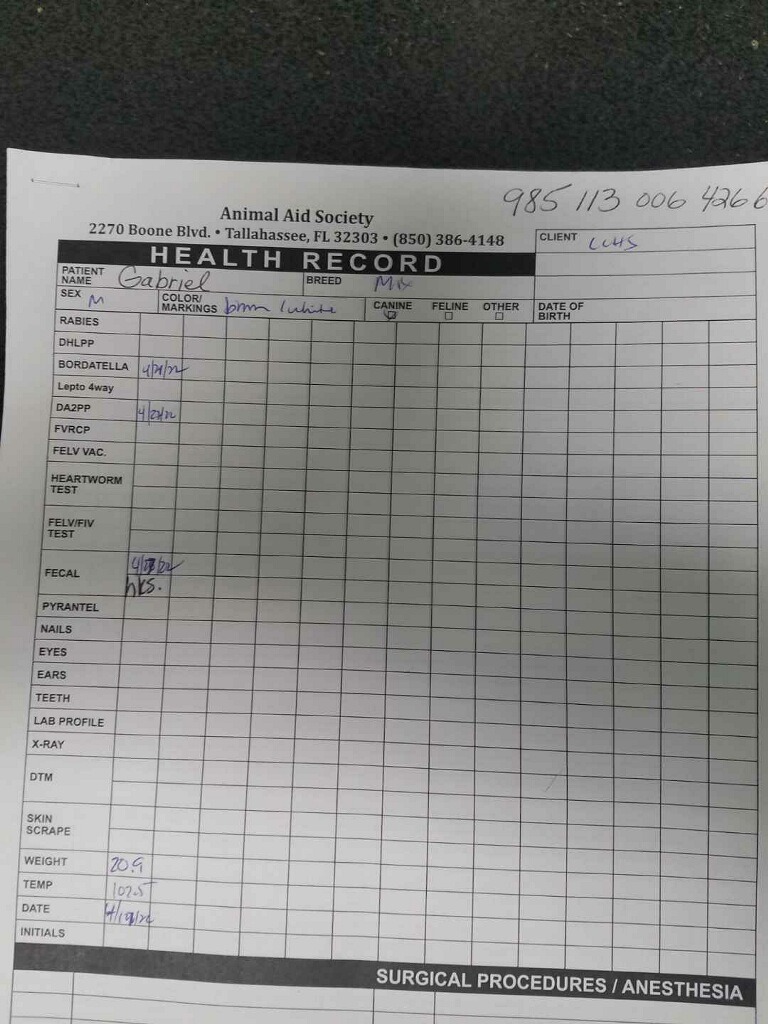 985 113 006 4266
Animal Aid Society
2270 Boone Blvd. • Tallahassee, FL 32303 • (850) 386-4148
CLIENT
HEALTH RECORD
PATIENT NAME Gabriel BREED Mix
SEX M COLOR/ MARKINGS brn white CANINE FELINE OTHER DATE OF BIRTH
RABIES
DHLPP
BORDATELLA
Lepto 4way
DA2PP
FVRCP
FELV VAC.
HEARTWORM TEST
FELV/FIV TEST
FECAL
PYRANTEL
NAILS
EYES
EARS
TEETH
LAB PROFILE
X-RAY
DTM
SKIN SCRAPE
WEIGHT 20.9
TEMP 102.5
DATE
INITIALS
SURGICAL PROCEDURES / ANESTHESIA